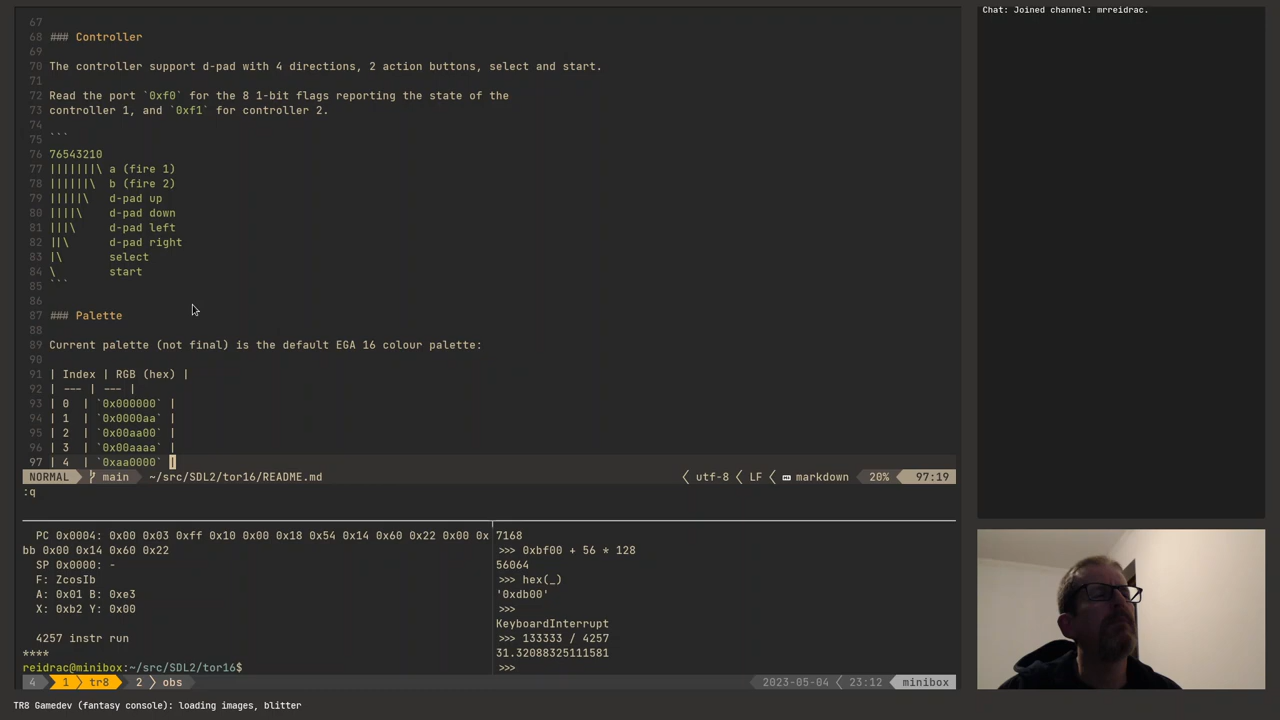 67
68 ### Controller
69
70 The controller support d-pad with 4 directions, 2 action buttons, select and start.
71
72 Read the port `0xf0` for the 8 1-bit flags reporting the state of the
73 controller 1, and `0xf1` for controller 2.
74
75 ```
76 76543210
77 |||||||\ a (fire 1)
78 ||||||\  b (fire 2)
79 |||||\   d-pad up
80 ||||\    d-pad down
81 |||\     d-pad left
82 ||\      d-pad right
83 |\       select
84 \        start
85 ```
86
87 ### Palette
88
89 Current palette (not final) is the default EGA 16 colour palette:
90
91 | Index | RGB (hex) |
92 | --- | --- |
93 | 0  | `0x000000` |
94 | 1  | `0x0000aa` |
95 | 2  | `0x00aa00` |
96 | 3  | `0x00aaaa` |
97 | 4  | `0xaa0000` |
NORMAL main ~/src/SDL2/tor16/README.md utf-8 LF markdown 20% 97:19
:q
PC 0x0004: 0x00 0x03 0xff 0x10 0x00 0x18 0x54 0x14 0x60 0x22 0x00 0x
bb 0x00 0x14 0x60 0x22
SP 0x0000: -
F: ZcosIb
A: 0x01 B: 0xe3
X: 0xb2 Y: 0x00
4257 instr run
****
reidrac@minibox:~/src/SDL2/tor16$
7168
>>> 0xbf00 + 56 * 128
56064
>>> hex(_)
'0xdb00'
>>>
KeyboardInterrupt
>>> 133333 / 4257
31.32088325111581
>>>
4 1 tr8 2 obs 2023-05-04 23:12 minibox
Chat: Joined channel: mrreidrac.
TR8 Gamedev (fantasy console): loading images, blitter